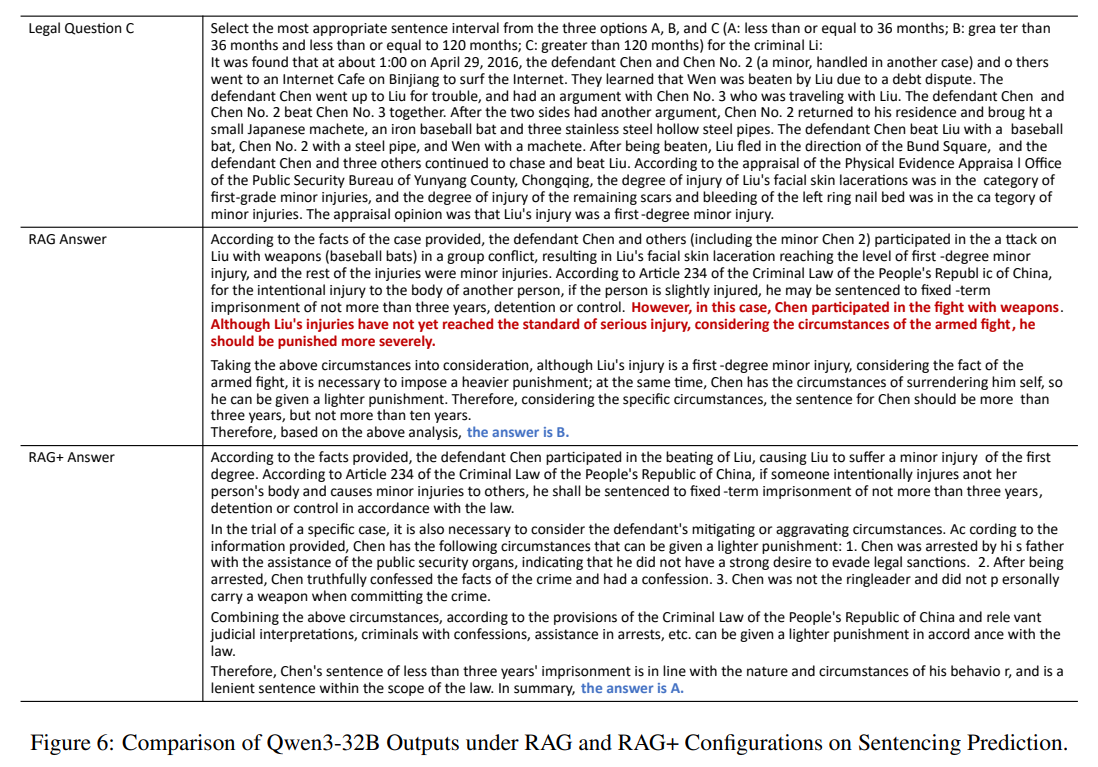 Legal Question C
Select the most appropriate sentence interval from the three options A, B, and C (A: less than or equal to 36 months; B: grea ter than
36 months and less than or equal to 120 months; C: greater than 120 months) for the criminal Li:
It was found that at about 1:00 on April 29, 2016, the defendant Chen and Chen No. 2 (a minor, handled in another case) and o thers
went to an Internet Cafe on Binjiang to surf the Internet. They learned that Wen was beaten by Liu due to a debt dispute. The
defendant Chen went up to Liu for trouble, and had an argument with Chen No. 3 who was traveling with Liu. The defendant Chen and
Chen No. 2 beat Chen No. 3 together. After the two sides had another argument, Chen No. 2 returned to his residence and broug ht a
small Japanese machete, an iron baseball bat and three stainless steel hollow steel pipes. The defendant Chen beat Liu with a baseball
bat, Chen No. 2 with a steel pipe, and Wen with a machete. After being beaten, Liu fled in the direction of the Bund Square, and the
defendant Chen and three others continued to chase and beat Liu. According to the appraisal of the Physical Evidence Appraisa l Office
of the Public Security Bureau of Yunyang County, Chongqing, the degree of injury of Liu's facial skin lacerations was in the category of
first-grade minor injuries, and the degree of injury of the remaining scars and bleeding of the left ring nail bed was in the ca tegory of
minor injuries. The appraisal opinion was that Liu's injury was a first -degree minor injury.
RAG Answer
According to the facts of the case provided, the defendant Chen and others (including the minor Chen 2) participated in the a ttack on
Liu with weapons (baseball bats) in a group conflict, resulting in Liu's facial skin laceration reaching the level of first -degree minor
injury, and the rest of the injuries were minor injuries. According to Article 234 of the Criminal Law of the People's Republ ic of China,
for the intentional injury to the body of another person, if the person is slightly injured, he may be sentenced to fixed -term
imprisonment of not more than three years, detention or control. However, in this case, Chen participated in the fight with weapons.
Although Liu's injuries have not yet reached the standard of serious injury, considering the circumstances of the armed fight, he
should be punished more severely.
Taking the above circumstances into consideration, although Liu's injury is a first -degree minor injury, considering the fact of the
armed fight, it is necessary to impose a heavier punishment; at the same time, Chen has the circumstances of surrendering him self, so
he can be given a lighter punishment. Therefore, considering the specific circumstances, the sentence for Chen should be more than
three years, but not more than ten years.
Therefore, based on the above analysis, the answer is B.
RAG+ Answer
According to the facts provided, the defendant Chen participated in the beating of Liu, causing Liu to suffer a minor injury of the first
degree. According to Article 234 of the Criminal Law of the People's Republic of China, if someone intentionally injures anot her
person's body and causes minor injuries to others, he shall be sentenced to fixed -term imprisonment of not more than three years,
detention or control in accordance with the law.
In the trial of a specific case, it is also necessary to consider the defendant's mitigating or aggravating circumstances. Ac cording to the
information provided, Chen has the following circumstances that can be given a lighter punishment: 1. Chen was arrested by hi s father
with the assistance of the public security organs, indicating that he did not have a strong desire to evade legal sanctions. 2. After being
arrested, Chen truthfully confessed the facts of the crime and had a confession. 3. Chen was not the ringleader and did not p ersonally
carry a weapon when committing the crime.
Combining the above circumstances, according to the provisions of the Criminal Law of the People's Republic of China and rele vant
judicial interpretations, criminals with confessions, assistance in arrests, etc. can be given a lighter punishment in accord ance with the
law.
Therefore, Chen's sentence of less than three years' imprisonment is in line with the nature and circumstances of his behavio r, and is a
lenient sentence within the scope of the law. In summary, the answer is A.
Figure 6: Comparison of Qwen3-32B Outputs under RAG and RAG+ Configurations on Sentencing Prediction.